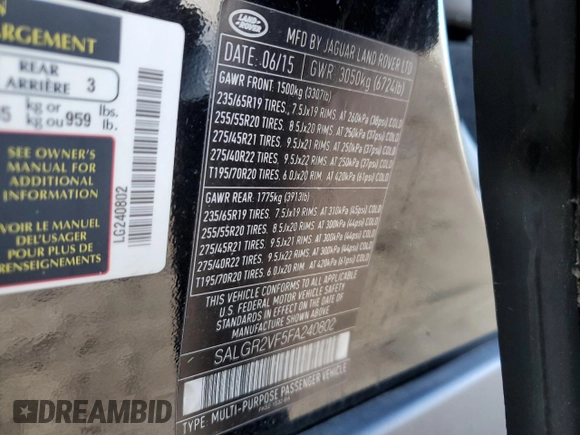 ARGEMENT
REAR
ARRIÈRE 3
kg or lbs.
kg ou 959 lb.
SEE OWNER'S
MANUAL FOR
ADDITIONAL
INFORMATION
VOIR LE MANUEL
DEL'USAGER
POUR PLUS DE
RENSEIGNEMENTS
LG240802
LAND
ROVER
MFD BY JAGUAR LAND ROVER LTD
DATE: 06/15 GWR 3050kg (6724lb)
GAWR FRONT: 1500kg (3307lb)
235/65R19 TIRES, 7.5Jx19 RIMS AT 260kPa (38psi) COLD
255/55R20 TIRES, 8.5Jx20 RIMS AT 250kPa (37psi) COLD
275/45R21 TIRES, 9.5Jx21 RIMS AT 250kPa (37psi) COLD
275/40R22 TIRES, 9.5Jx22 RIMS AT 250kPa (37psi) COLD
T195/70R20 TIRES, 6.0Jx20 RIM AT 420kPa (61psi) COLD
GAWR REAR: 1775kg (3913lb)
235/65R19 TIRES, 7.5Jx19 RIMS AT 310kPa (45psi) COLD
255/55R20 TIRES, 8.5Jx20 RIMS AT 300kPa (44psi) COLD
275/45R21 TIRES, 9.5Jx21 RIMS AT 300kPa (44psi) COLD
275/40R22 TIRES, 9.5Jx22 RIMS AT 300kPa (44psi) COLD
T195/70R20 TIRES, 6.0Jx20 RIM AT 420kPa (61psi) COLD
THIS VEHICLE CONFORMS TO ALL APPLICABLE
U.S. FEDERAL MOTOR VEHICLE SAFETY
STANDARDS IN EFFECT ON THE DATE OF
MANUFACTURE SHOWN ABOVE
SALGR2VF5FA240802
TYPE: MULTI-PURPOSE PASSENGER VEHICLE
DREAMBID